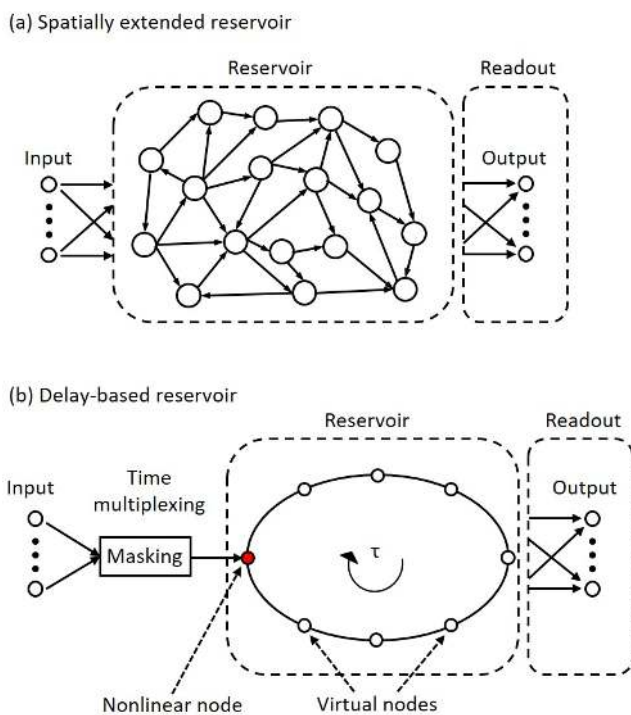 (a) Spatially extended reservoir
Reservoir
Readout
Input
Output
(b) Delay-based reservoir
Reservoir
Readout
Input
Time
multiplexing
Output
Masking
τ
Nonlinear node
Virtual nodes